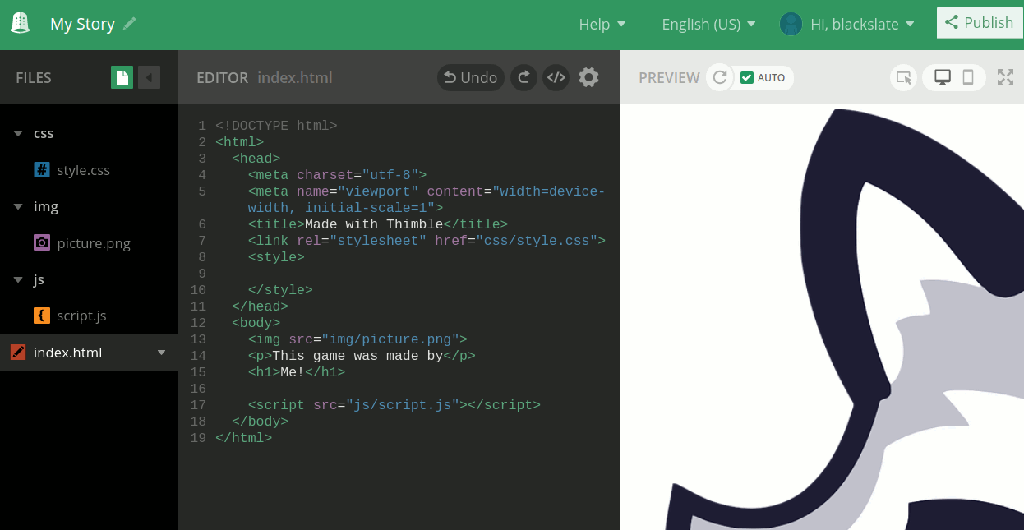 My Story
Help
English (US)
Hi, blackslate
Publish
FILES
EDITOR index.html
Undo
</>
PREVIEW
AUTO
css
# style.css
img
picture.png
js
{ script.js
index.html
1 <!DOCTYPE html>
2 <html>
3 <head>
4 <meta charset="utf-8">
5 <meta name="viewport" content="width=device-
width, initial-scale=1">
6 <title>Made with Thimble</title>
7 <link rel="stylesheet" href="css/style.css">
8 <style>
9
10 </style>
11 </head>
12 <body>
13 <img src="img/picture.png">
14 <p>This game was made by</p>
15 <h1>Me!</h1>
16
17 <script src="js/script.js"></script>
18 </body>
19 </html>